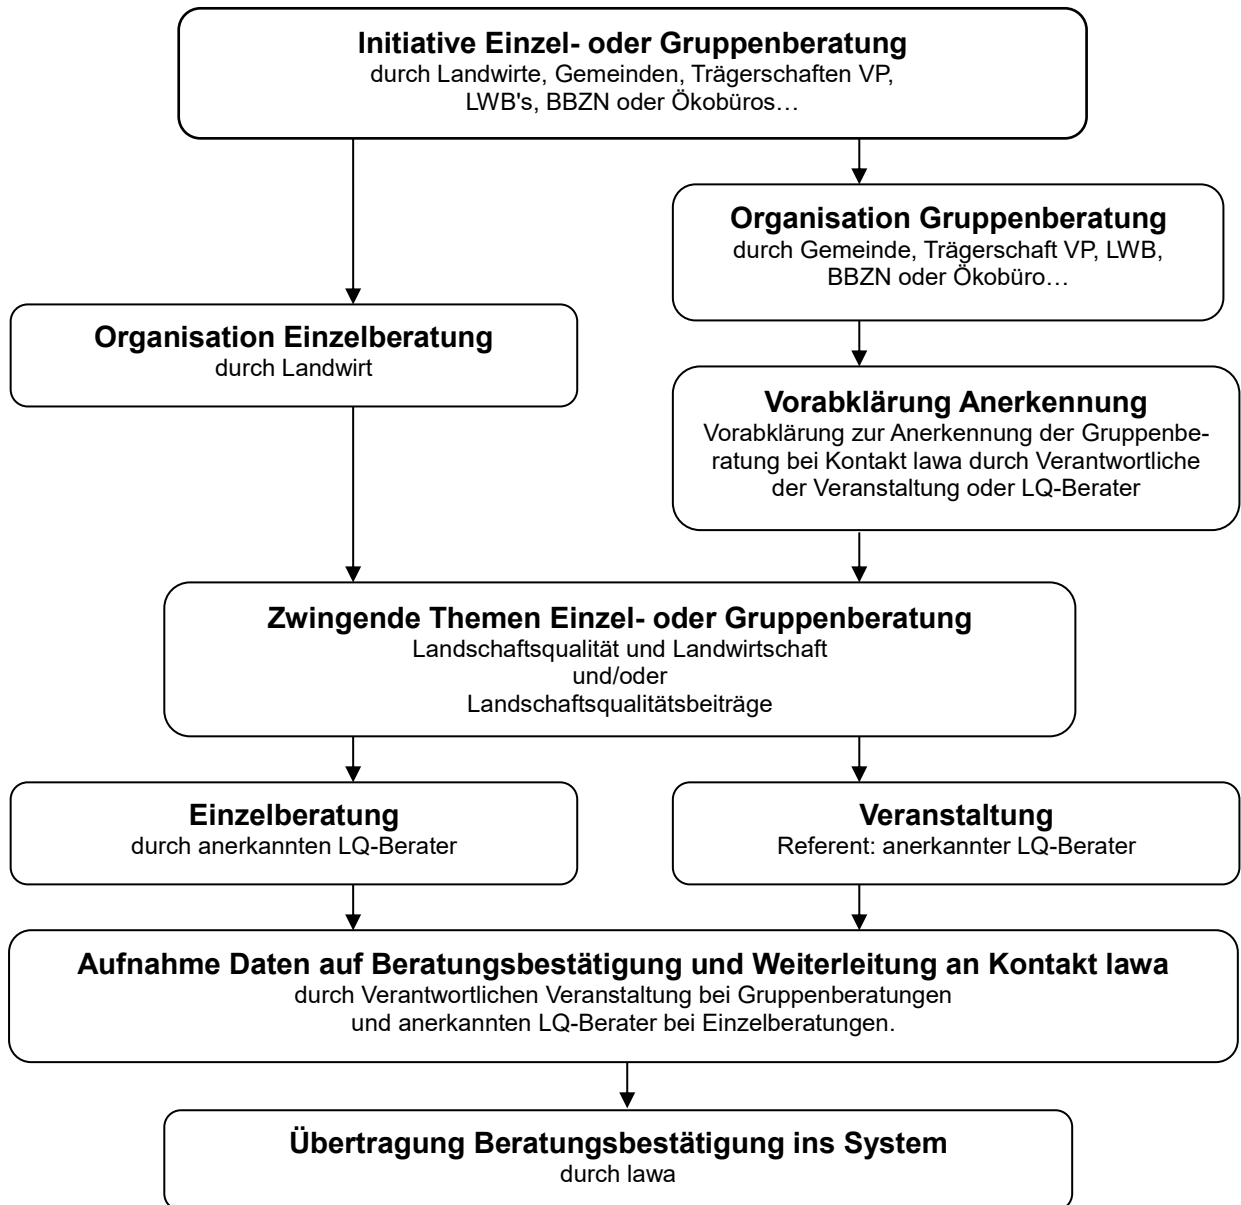 Initiative Einzel- oder Gruppenberatung
durch Landwirte, Gemeinden, Trägerschaften VP,
LWB's, BBZN oder Ökobüros…
Organisation Gruppenberatung
durch Gemeinde, Trägerschaft VP, LWB,
BBZN oder Ökobüro…
Organisation Einzelberatung
durch Landwirt
Vorabklärung Anerkennung
Vorabklärung zur Anerkennung der Gruppenbe-
ratung bei Kontakt lawa durch Verantwortliche
der Veranstaltung oder LQ-Berater
Zwingende Themen Einzel- oder Gruppenberatung
Landschaftsqualität und Landwirtschaft
und/oder
Landschaftsqualitätsbeiträge
Einzelberatung
durch anerkannten LQ-Berater
Veranstaltung
Referent: anerkannter LQ-Berater
Aufnahme Daten auf Beratungsbestätigung und Weiterleitung an Kontakt lawa
durch Verantwortlichen Veranstaltung bei Gruppenberatungen
und anerkannten LQ-Berater bei Einzelberatungen.
Übertragung Beratungsbestätigung ins System
durch lawa